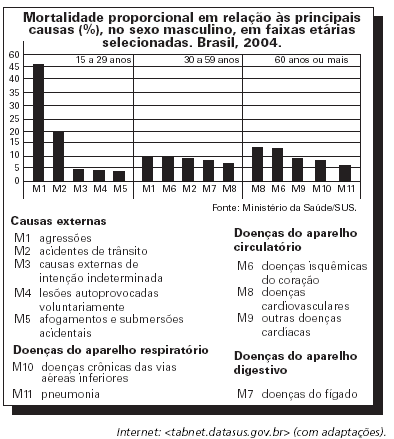 Mortalidade proporcional em relação às principais
causas (%), no sexo masculino, em faixas etárias
selecionadas. Brasil, 2004.
15 a 29 anos 30 a 59 anos 60 anos ou mais
60
45
40
35
30
25
20
15
10
5
0
M1 M2 M3 M4 M5 M1 M6 M2 M7 M8 M8 M6 M9 M10 M11
Fonte: Ministério da Saúde/SUS.
Causas externas
M1 agressões
M2 acidentes de trânsito
M3 causas externas de
intenção indeterminada
M4 lesões autoprovocadas
voluntariamente
M5 afogamentos e submersões
acidentais
Doenças do aparelho respiratório
M10 doenças crônicas das vias
aéreas inferiores
M11 pneumonia
Doenças do aparelho
circulatório
M6 doenças isquêmicas
do coração
M8 doenças
cardiovasculares
M9 outras doenças
cardíacas
Doenças do aparelho
digestivo
M7 doenças do fígado
Internet: <tabnet.datasus.gov.br> (com adaptações).